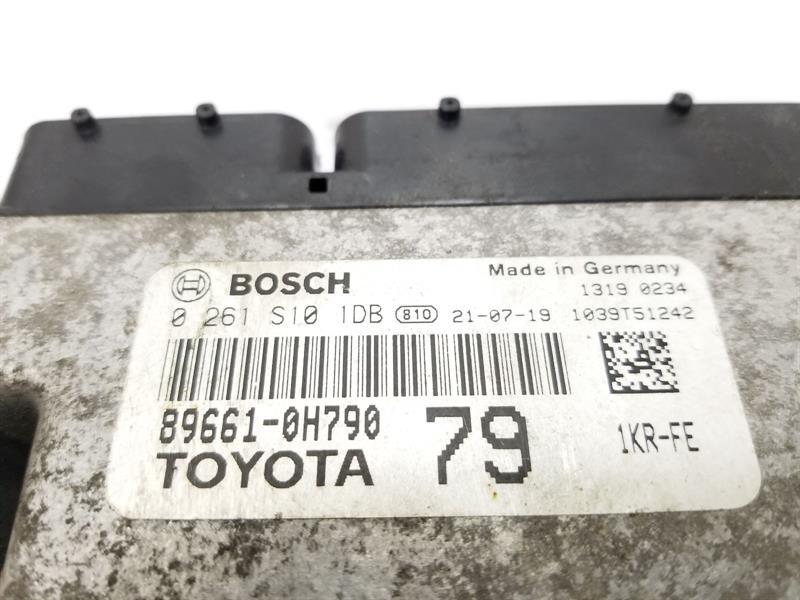 BOSCH
Made in Germany
1319 0234
0 261 S10 1DB 810 21-07-19 1039T51242
89661-0H790
TOYOTA
79
1KR-FE